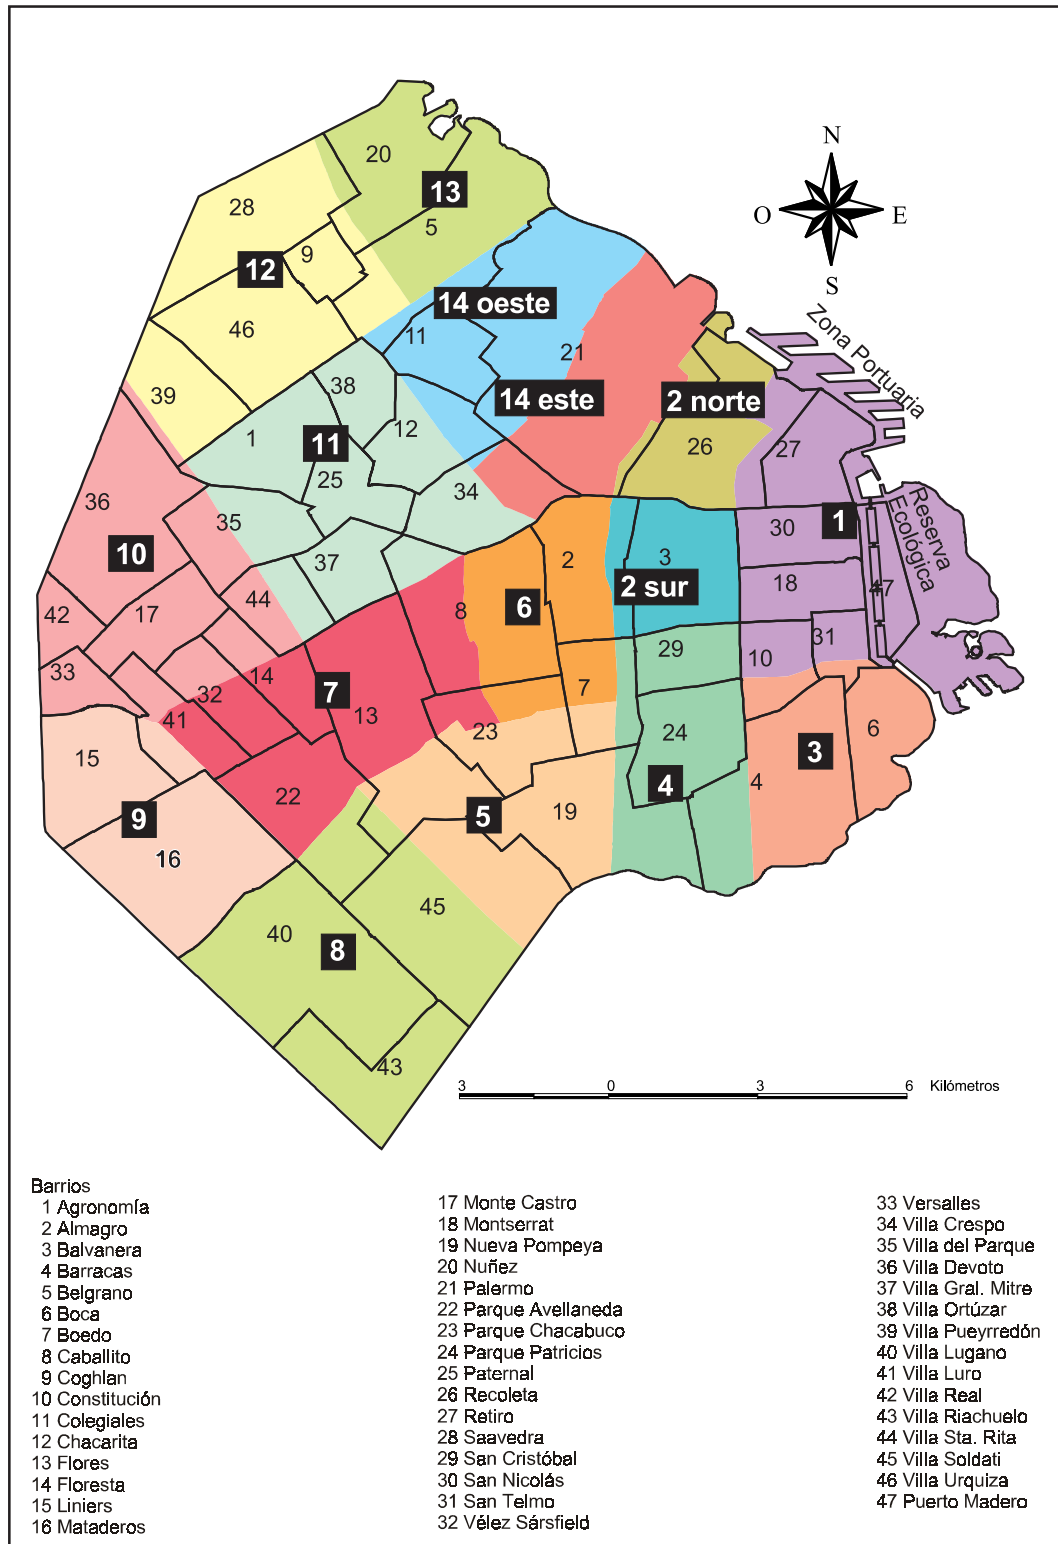 N
O
E
S
Zona Portuaria
Reserva
Ecológica
20
13
28
5
9
12
14 oeste
46
11
21
38
39
14 este
2 norte
12
1
11
26
27
25
34
36
35
30
1
10
37
2
3
18
47
2 sur
44
6
42
17
8
31
33
14
29
10
32
7
7
41
13
23
6
15
24
3
4
4
22
9
5
19
16
45
40
8
43
3
0
3
6
Kilómetros
Barrios
1 Agronomía
2 Almagro
3 Balvanera
4 Barracas
5 Belgrano
6 Boca
7 Boedo
8 Caballito
9 Coghlan
10 Constitución
11 Colegiales
12 Chacarita
13 Flores
14 Floresta
15 Liniers
16 Mataderos
17 Monte Castro
18 Montserrat
19 Nueva Pompeya
20 Nuñez
21 Palermo
22 Parque Avellaneda
23 Parque Chacabuco
24 Parque Patricios
25 Paternal
26 Recoleta
27 Retiro
28 Saavedra
29 San Cristóbal
30 San Nicolás
31 San Telmo
32 Vélez Sársfield
33 Versalles
34 Villa Crespo
35 Villa del Parque
36 Villa Devoto
37 Villa Gral. Mitre
38 Villa Ortúzar
39 Villa Pueyrredón
40 Villa Lugano
41 Villa Luro
42 Villa Real
43 Villa Riachuelo
44 Villa Sta. Rita
45 Villa Soldati
46 Villa Urquiza
47 Puerto Madero